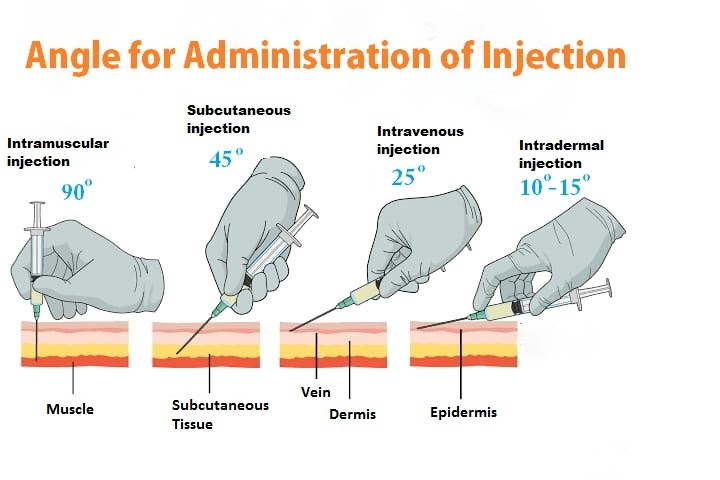 Angle for Administration of Injection
Intramuscular
injection
90°
Subcutaneous
injection
45°
Intravenous
injection
25°
Intradermal
injection
10°-15°
Muscle
Subcutaneous
Tissue
Vein
Dermis
Epidermis